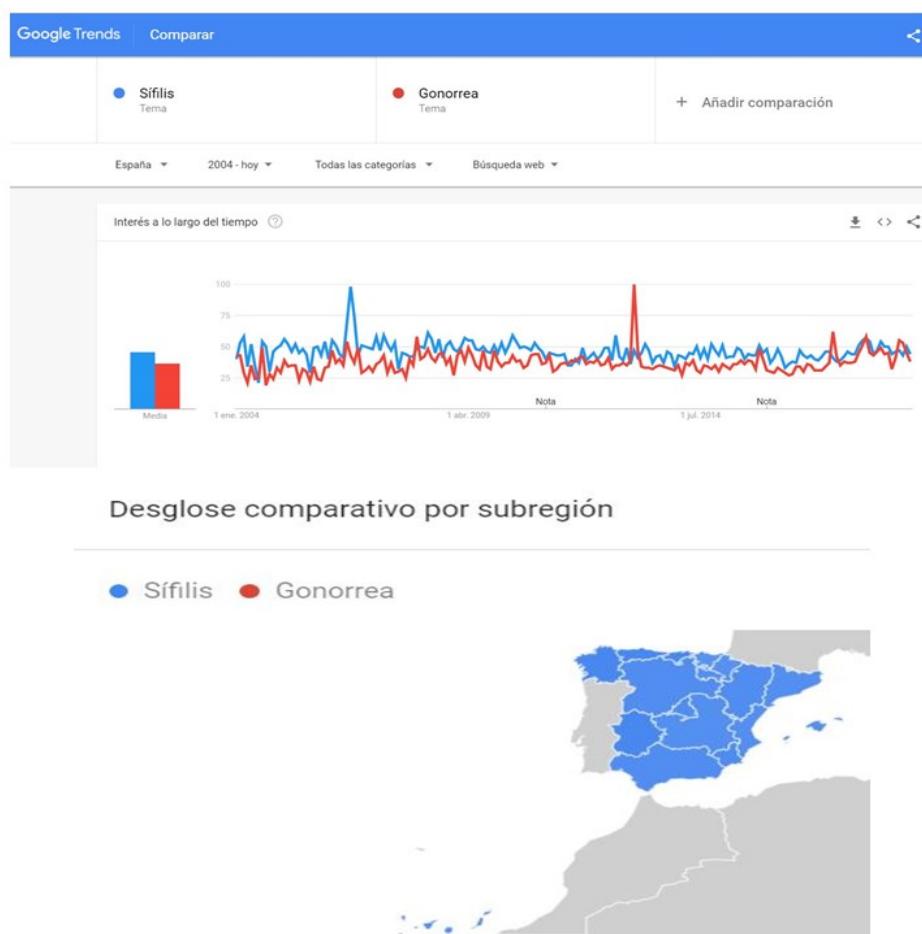 Google Trends Comparar
Sífilis
Tema
Gonorrea
Tema
+ Añadir comparación
España 2004 - hoy Todas las categorías Búsqueda web
Interés a lo largo del tiempo ?
100
75
50
25
Nota Nota
Media 1 ene. 2004 1 abr. 2009 1 jul. 2014
Desglose comparativo por subregión
Sífilis Gonorrea